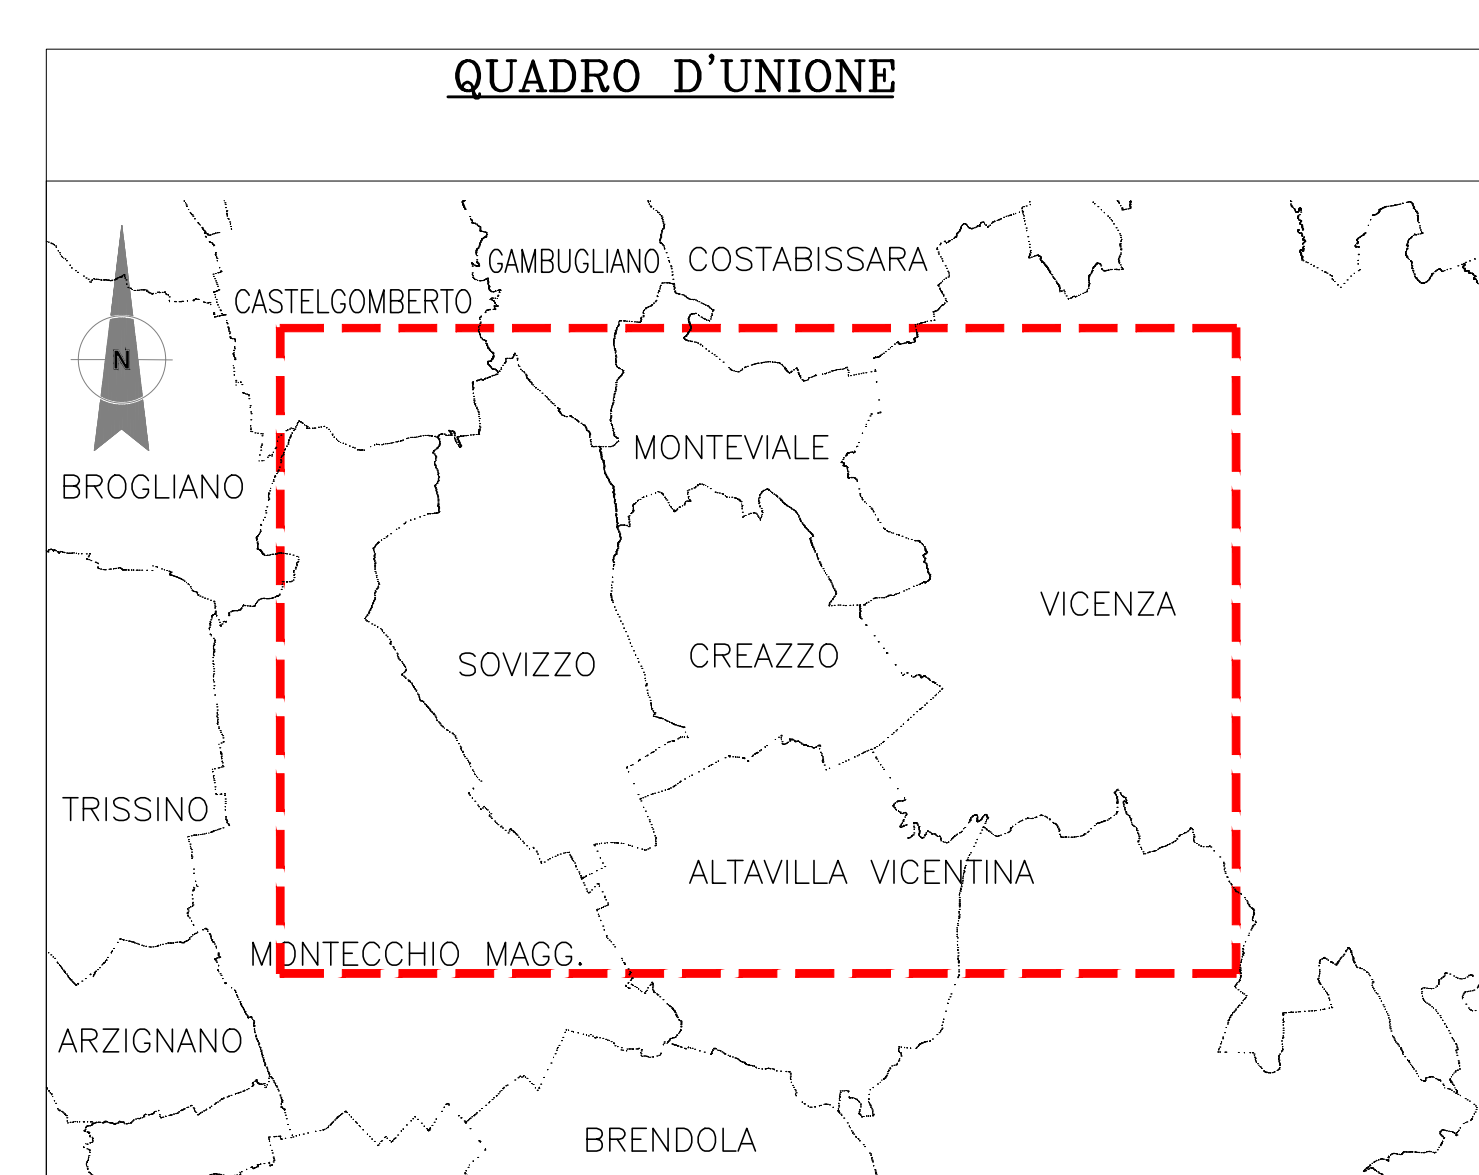 QUADRO D'UNIONE
GAMBUGLIANO
COSTABISSARA
CASTELGOMBERTO
N
MONTEVIALE
BROGLIANO
VICENZA
SOVIZZO
CREAZZO
TRISSINO
ALTAVILLA VICENTINA
MONTECCHIO MAGG.
ARZIGNANO
BRENDOLA